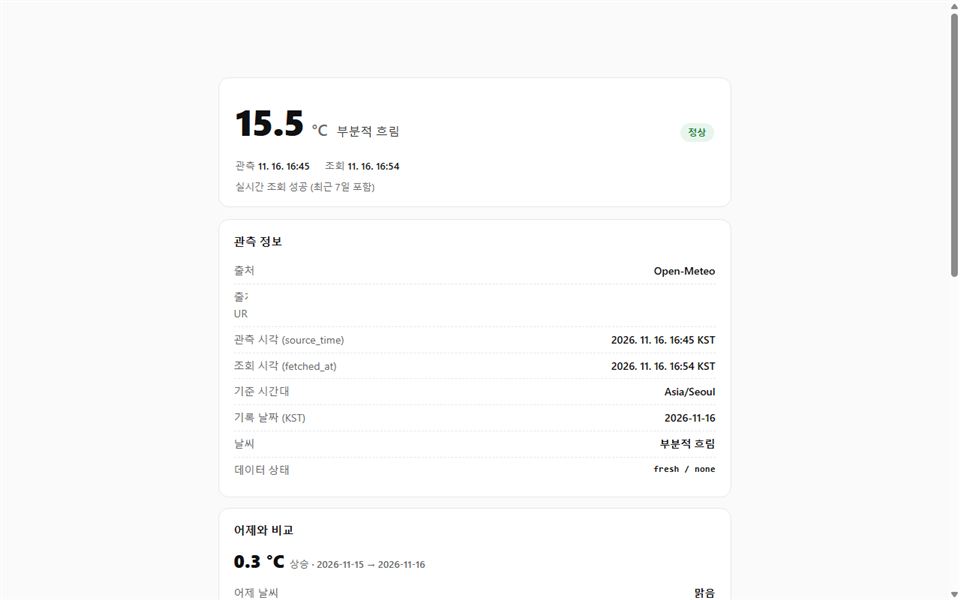 15.5 °C 부분적 흐림
정상
관측 11. 16. 16:45 조회 11. 16. 16:54
실시간 조회 성공 (최근 7일 포함)
관측 정보
출처 Open-Meteo
UR
관측 시각 (source_time) 2026. 11. 16. 16:45 KST
조회 시각 (fetched_at) 2026. 11. 16. 16:54 KST
기준 시간대 Asia/Seoul
기록 날짜 (KST) 2026-11-16
날씨 부분적 흐림
데이터 상태 fresh / none
어제와 비교
0.3 °C 상승 · 2026-11-15 → 2026-11-16
어제 날씨 맑음